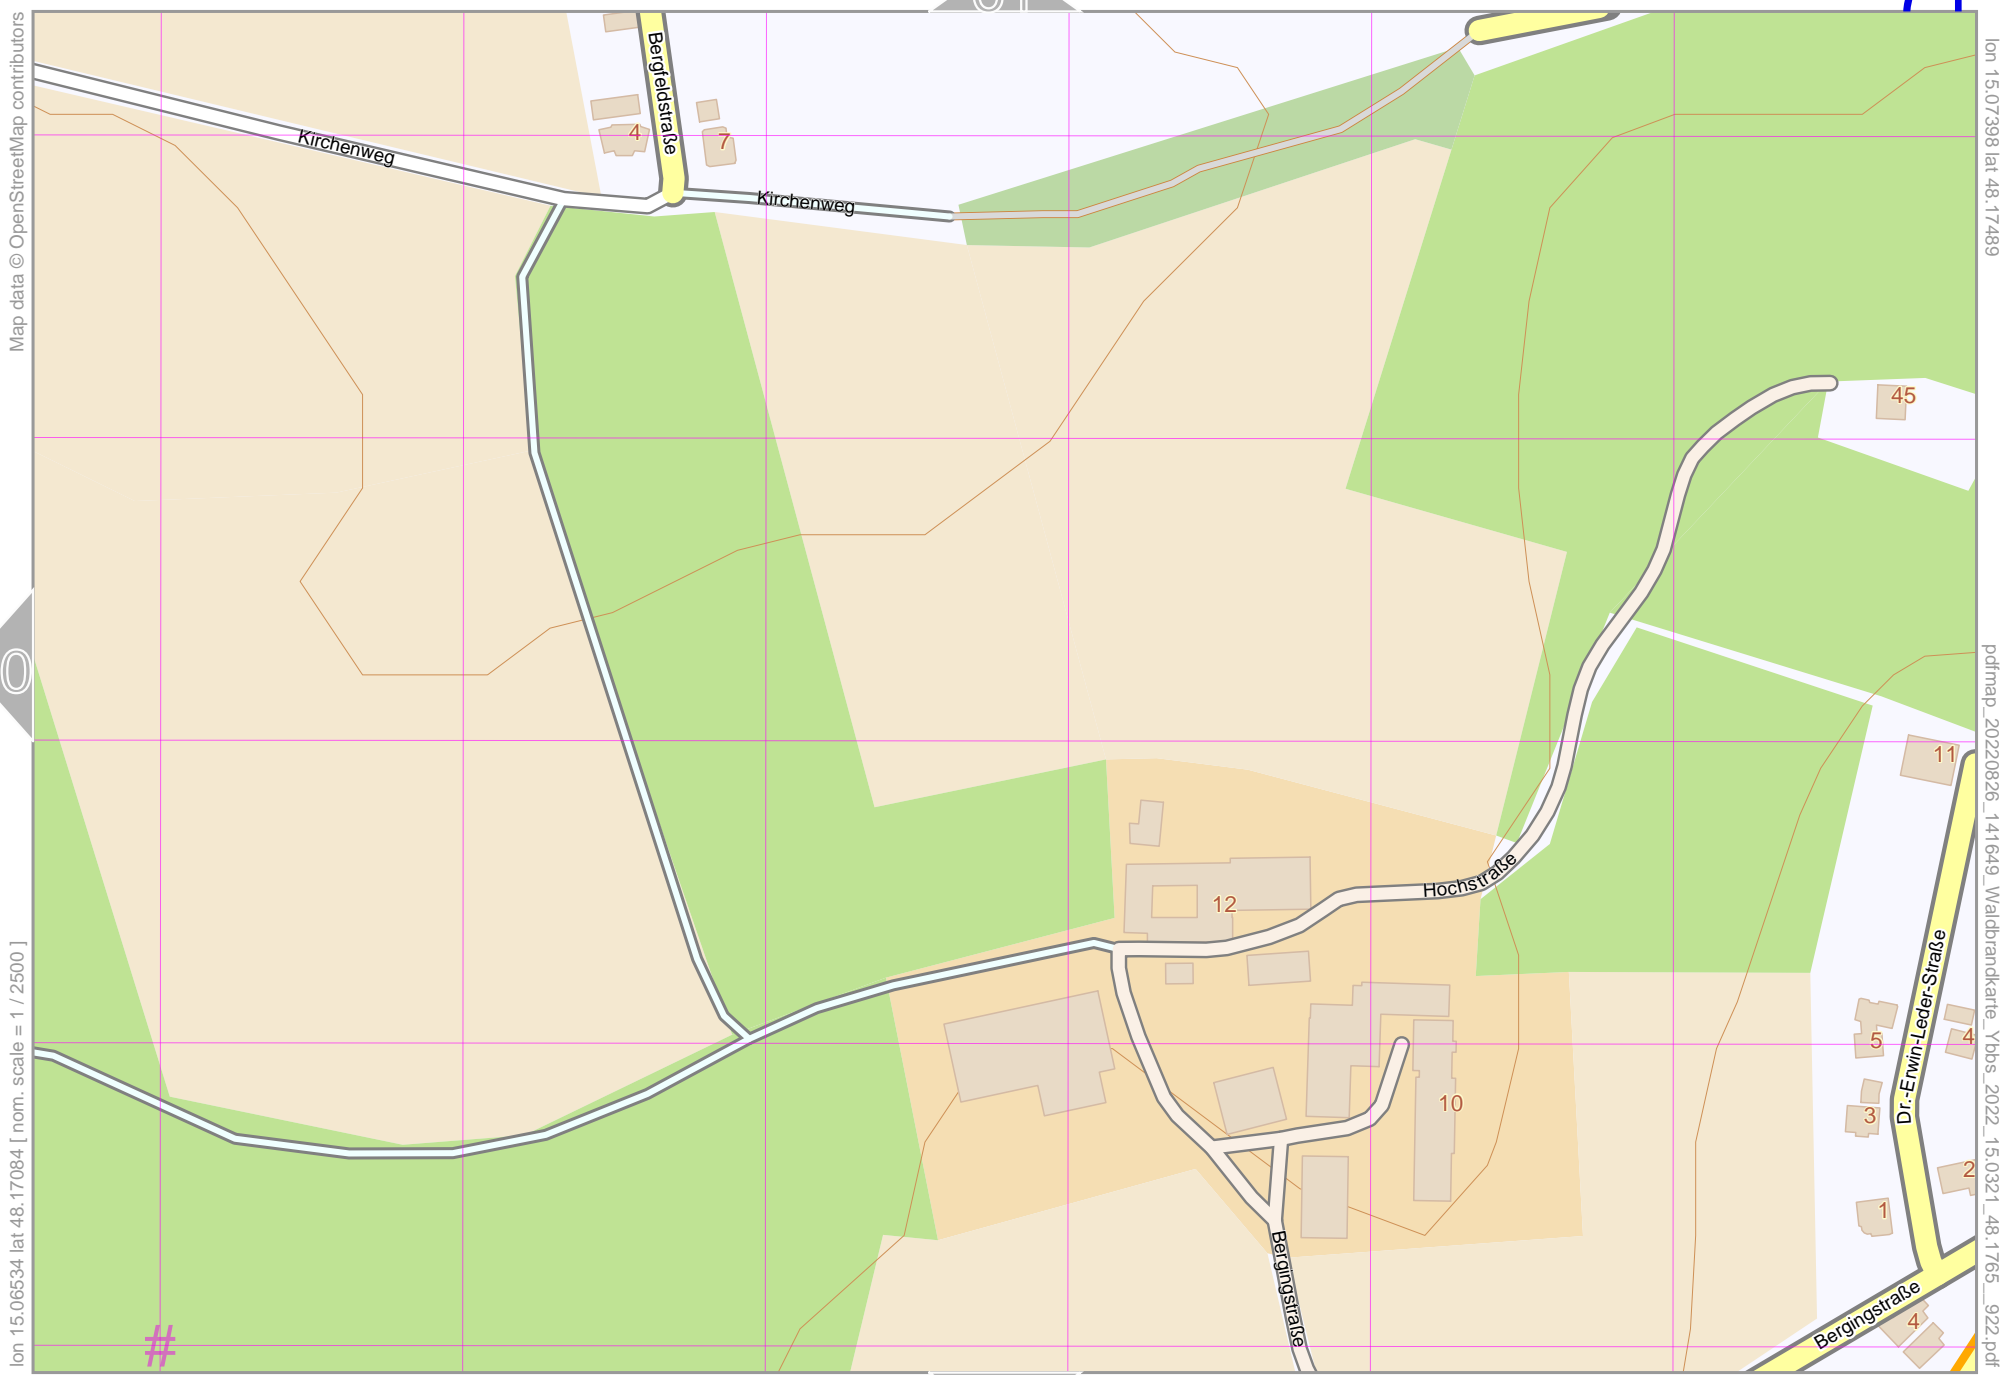 01
Bergfeldstraße
4
7
Kirchenweg
Kirchenweg
45
11
Hochstraße
12
10
Dr.-Erwin-Leder-Straße
5
4
3
2
1
Bergingstraße
Bergingstraße
4
#
0
Map data © OpenStreetMap contributors
lon 15.06534 lat 48.17084 [ nom. scale = 1 / 2500 ]
lon 15.07398 lat 48.17489
pdfmap_20220826_141649_Waldbrandkarte_Ybbs_2022_15.0321_48.1765__922.pdf